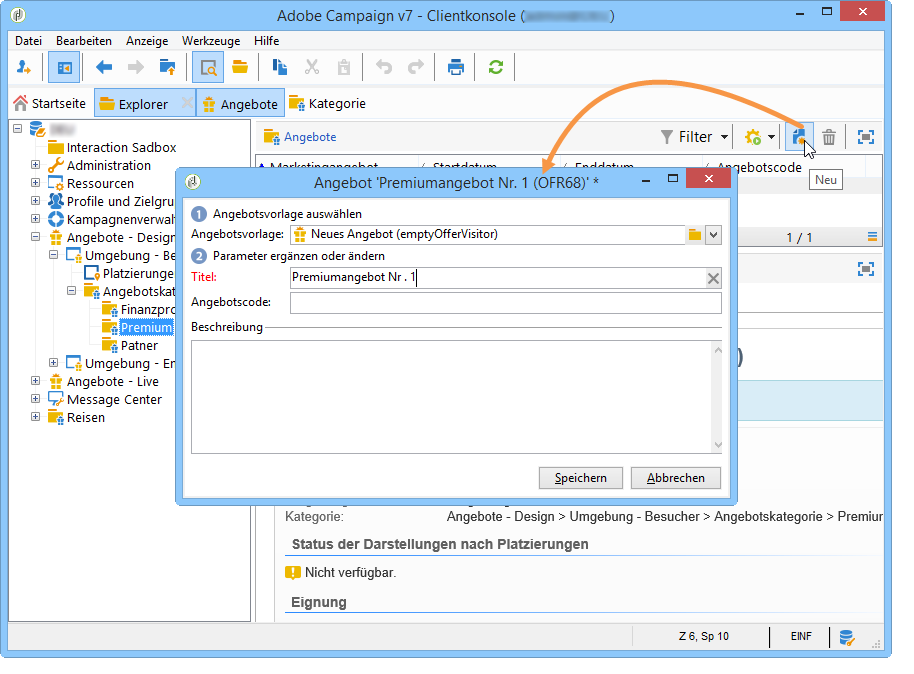 Adobe Campaign v7 - Clientkonsole ( )
Datei Bearbeiten Anzeige Werkzeuge Hilfe
Startseite Explorer Angebote Kategorie
Interaction Sadbox
Administration
Ressourcen
Profile und Zielgru
Kampagnenverwal
Angebote - Design
Umgebung - Be
Platzierunge
Angebotskat
Finanzpro
Premium
Patner
Umgebung - En
Angebote - Live
Message Center
Reisen
Angebote Filter
Marketingangebot Startdatum Enddatum Angebotscode
Neu
1 / 1
Angebot 'Premiumangebot Nr. 1 (OFR68)' *
1 Angebotsvorlage auswählen
Angebotsvorlage: Neues Angebot (emptyOfferVisitor)
2 Parameter ergänzen oder ändern
Titel: Premiumangebot Nr . 1
Angebotscode:
Beschreibung
Speichern Abbrechen
)
Kategorie: Angebote - Design > Umgebung - Besucher > Angebotskategorie > Premium
Status der Darstellungen nach Platzierungen
Nicht verfügbar.
Eignung
Z 6, Sp 10 EINF